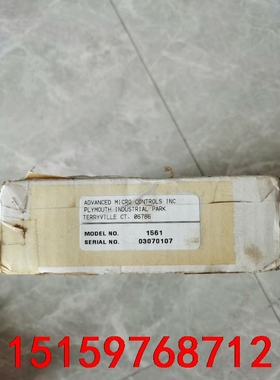 ADVANCED MICRO CONTROLS INC
PLYMOUTH INDUSTRIAL PARK
TERRYVILLE CT. 06786
MODEL NO. 1561
SERIAL NO. 03070107
15159768712